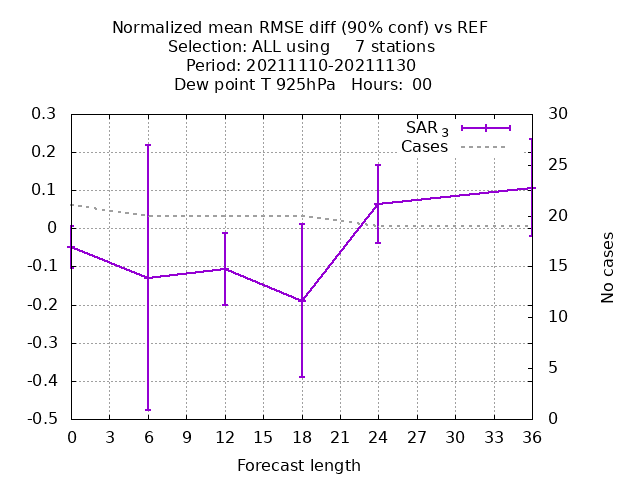 Normalized mean RMSE diff (90% conf) vs REF
Selection: ALL using     7 stations
Period: 20211110-20211130
Dew point T 925hPa   Hours:  00
0.3
0.2
0.1
0
-0.1
-0.2
-0.3
-0.4
-0.5
SAR 3
Cases
30
25
20
15
10
5
0
No cases
0 3 6 9 12 15 18 21 24 27 30 33 36
Forecast length